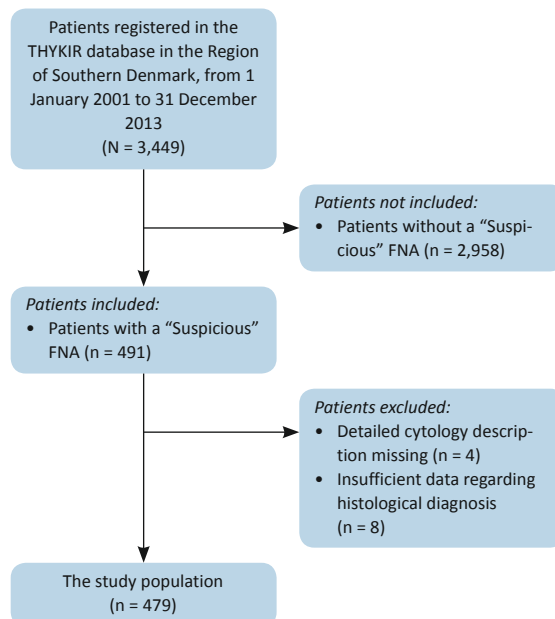 Patients registered in the
THYKIR database in the Region
of Southern Denmark, from 1
January 2001 to 31 December
2013
(N = 3,449)
Patients not included:
• Patients without a “Suspi-
cious” FNA (n = 2,958)
Patients included:
• Patients with a “Suspicious”
FNA (n = 491)
Patients excluded:
• Detailed cytology descrip-
tion missing (n = 4)
• Insufficient data regarding
histological diagnosis
(n = 8)
The study population
(n = 479)